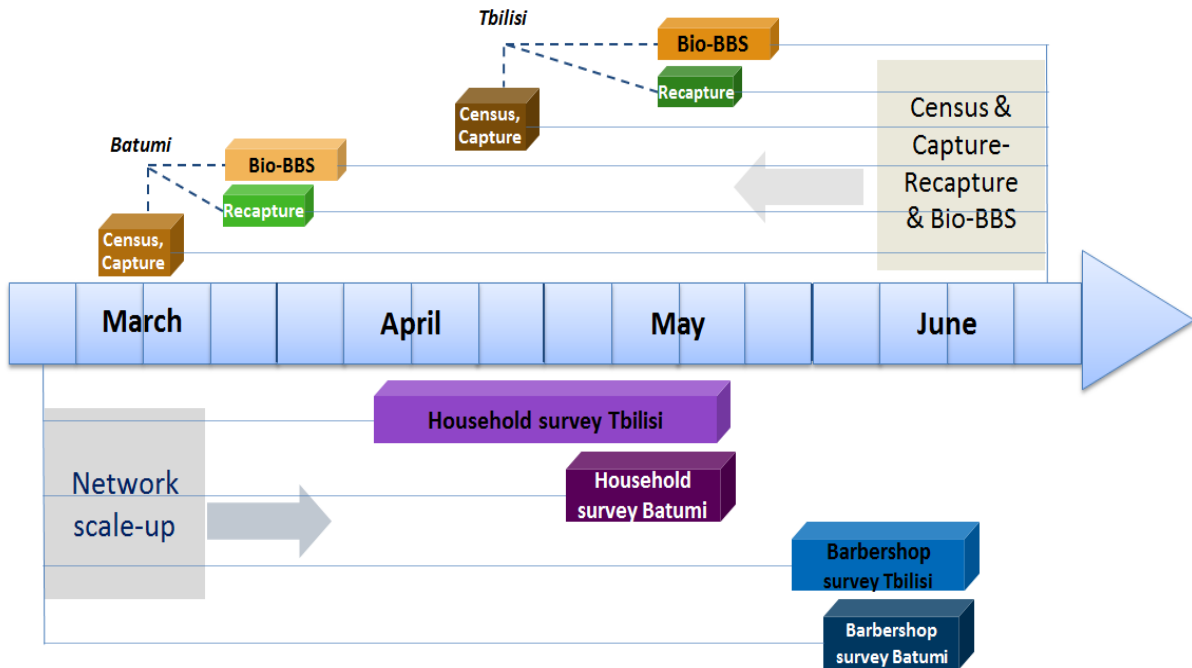 Tbilisi
Bio-BBS
Recapture
Census,
Capture
Batumi
Bio-BBS
Recapture
Census,
Capture
Census &
Capture-
Recapture
& Bio-BBS
March
April
May
June
Network
scale-up
Household survey Tbilisi
Household
survey Batumi
Barbershop
survey Tbilisi
Barbershop
survey Batumi